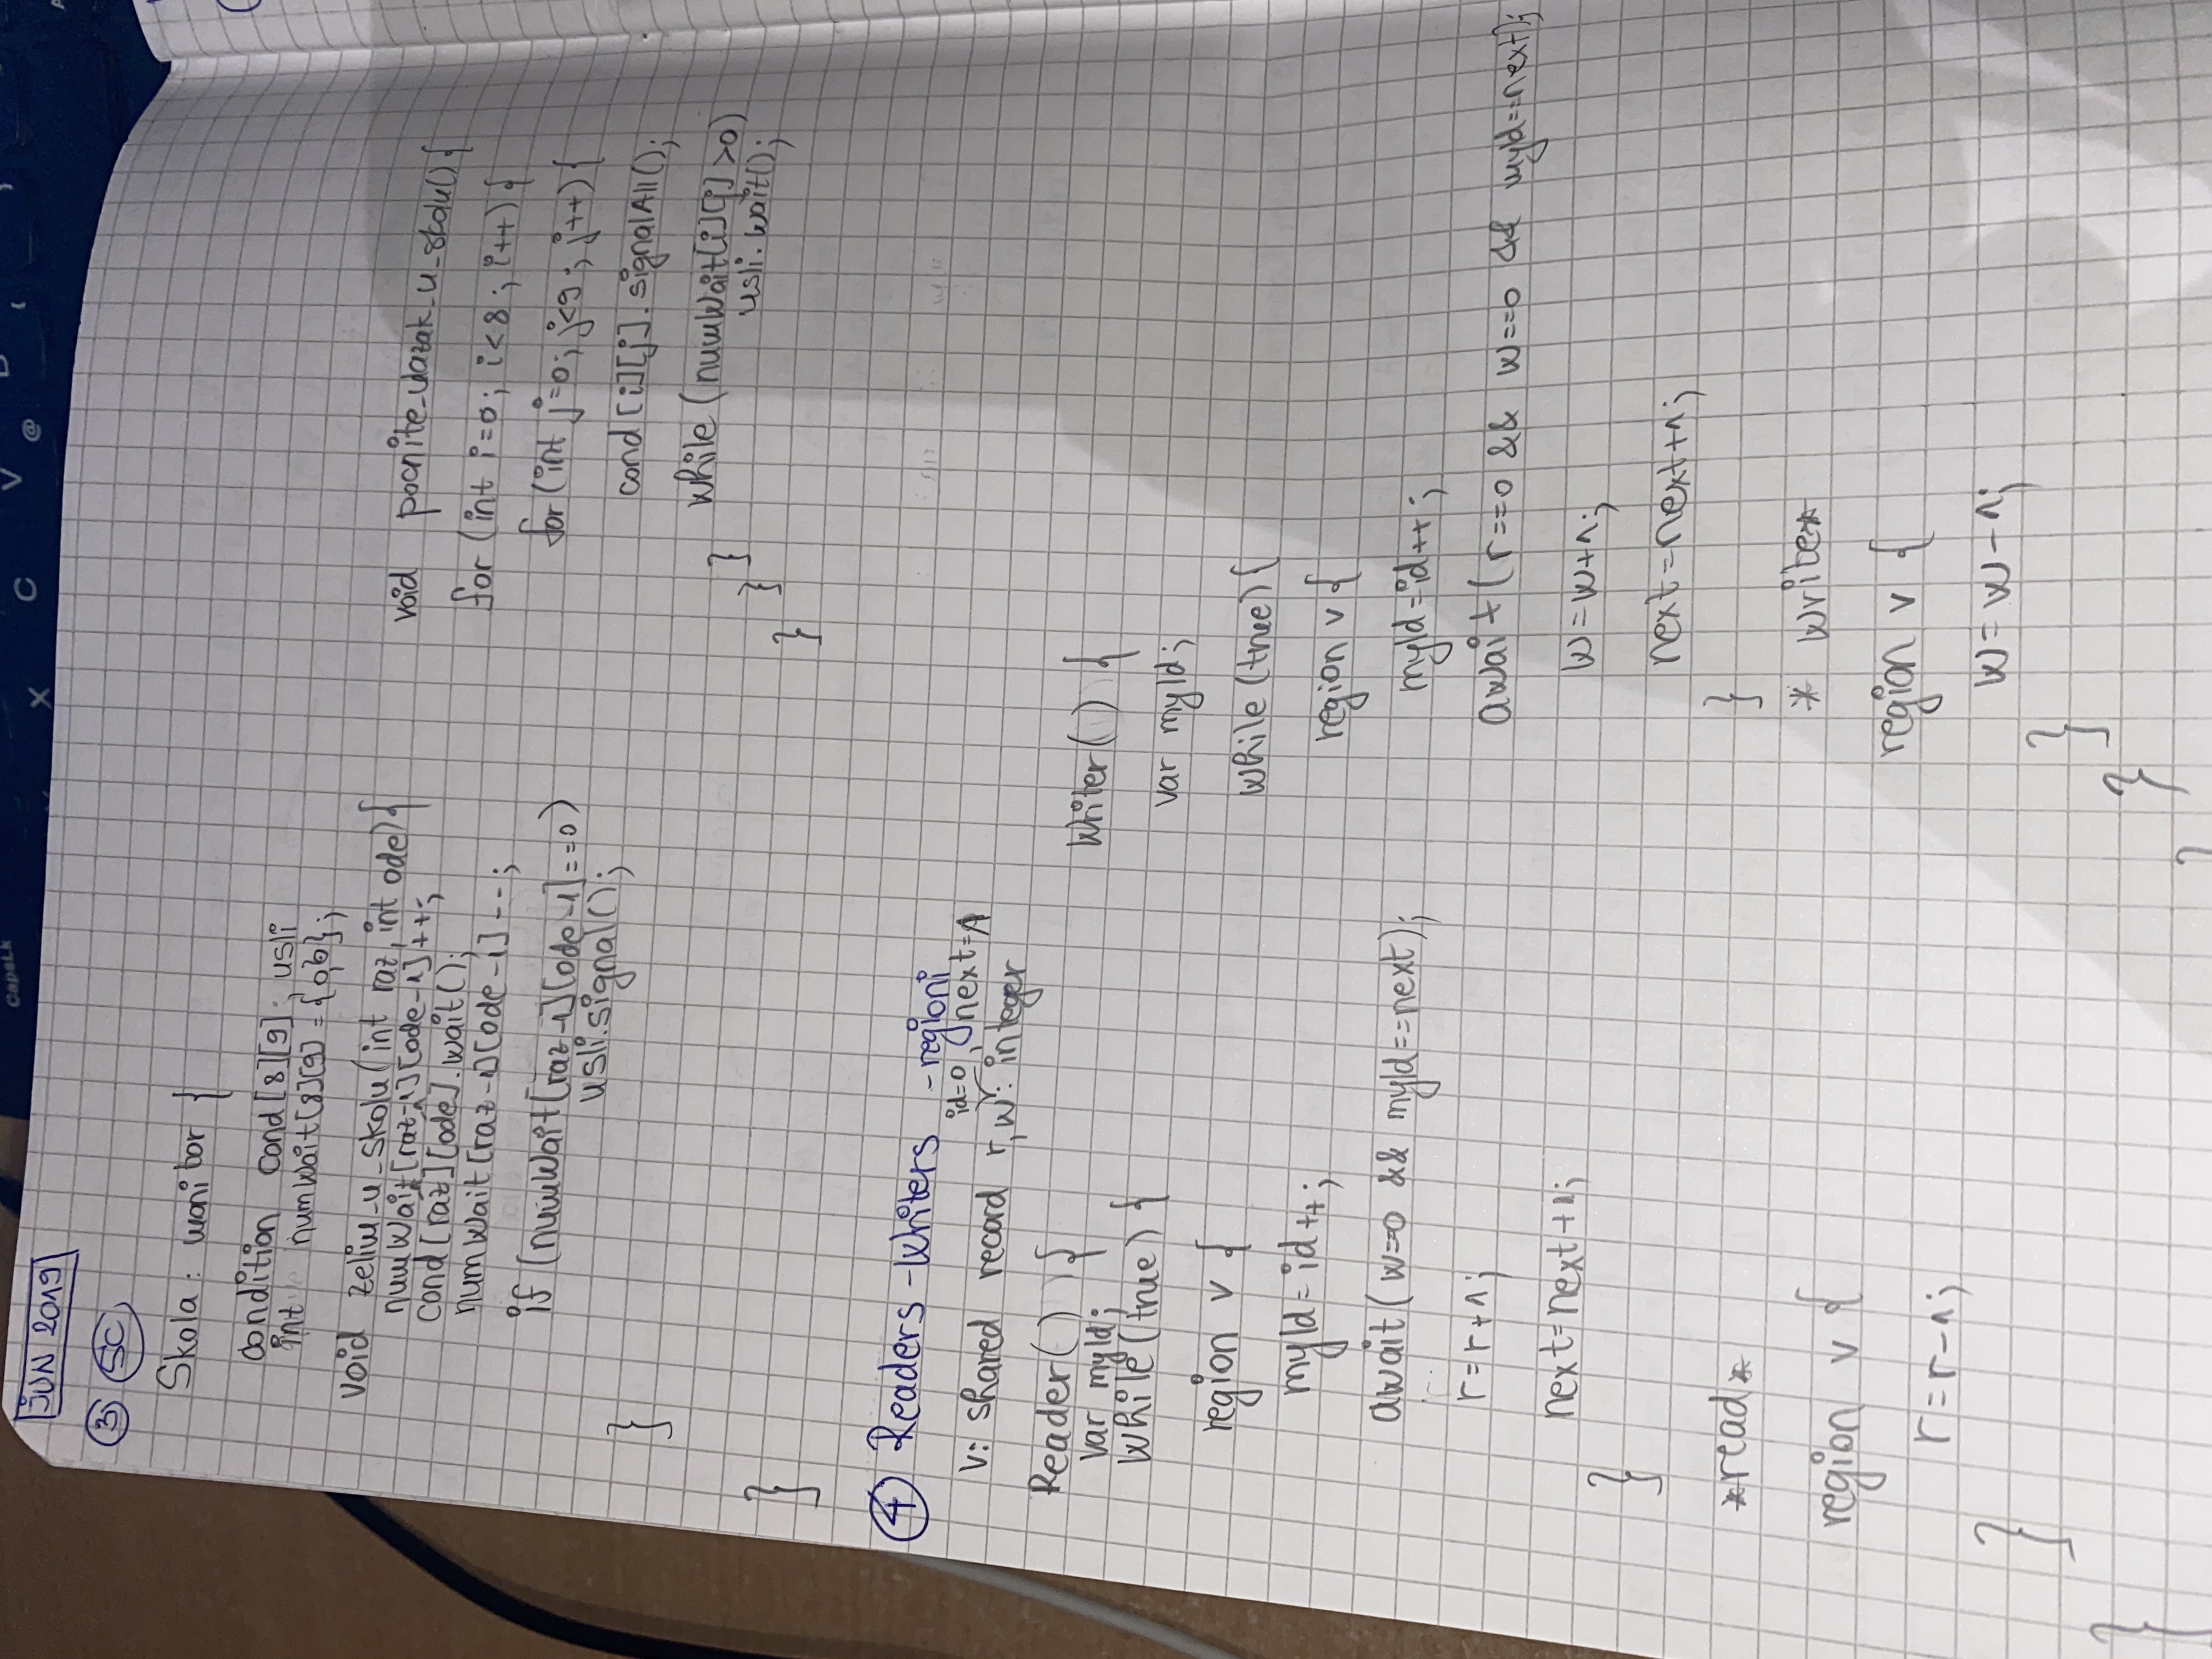 CapsLk
X
C
V
@
JUN 2019
3 SC
Skola: monitor {
condition cond[8][9]; usli
int numWait[8][9] = {0,0};
void zelim_u_skolu(int raz, int ode){
numWait[raz-1][ode-1]++;
cond[raz][ode].wait();
numWait[raz-1][ode-1]--;
if (numWait[raz-1][ode-1]==0)
usli.signal();
}
}
void pocnite_ulazak_u_skolu(){
for (int i=0; i<8; i++){
for(int j=0; j<9; j++){
cond[i][j].signalAll();
while (numWait[i][j]>0)
usli.wait();
}
}
}
4 Readers-Writers -regioni
id=0, next=1
v: shared record r,w: integer
Reader() {
var myId;
while(true) {
region v {
myId=id++;
await(w==0 && myId==next);
r=r+1;
next=next+1;
}
*read*
region v {
r=r-1;
}
}
Writer() {
var myId;
while(true){
region v {
myId=id++;
await(r==0 && w==0 && myId==next);
w=w+1;
next=next+1;
}
* write*
region v {
w=w-1;
}
}
}